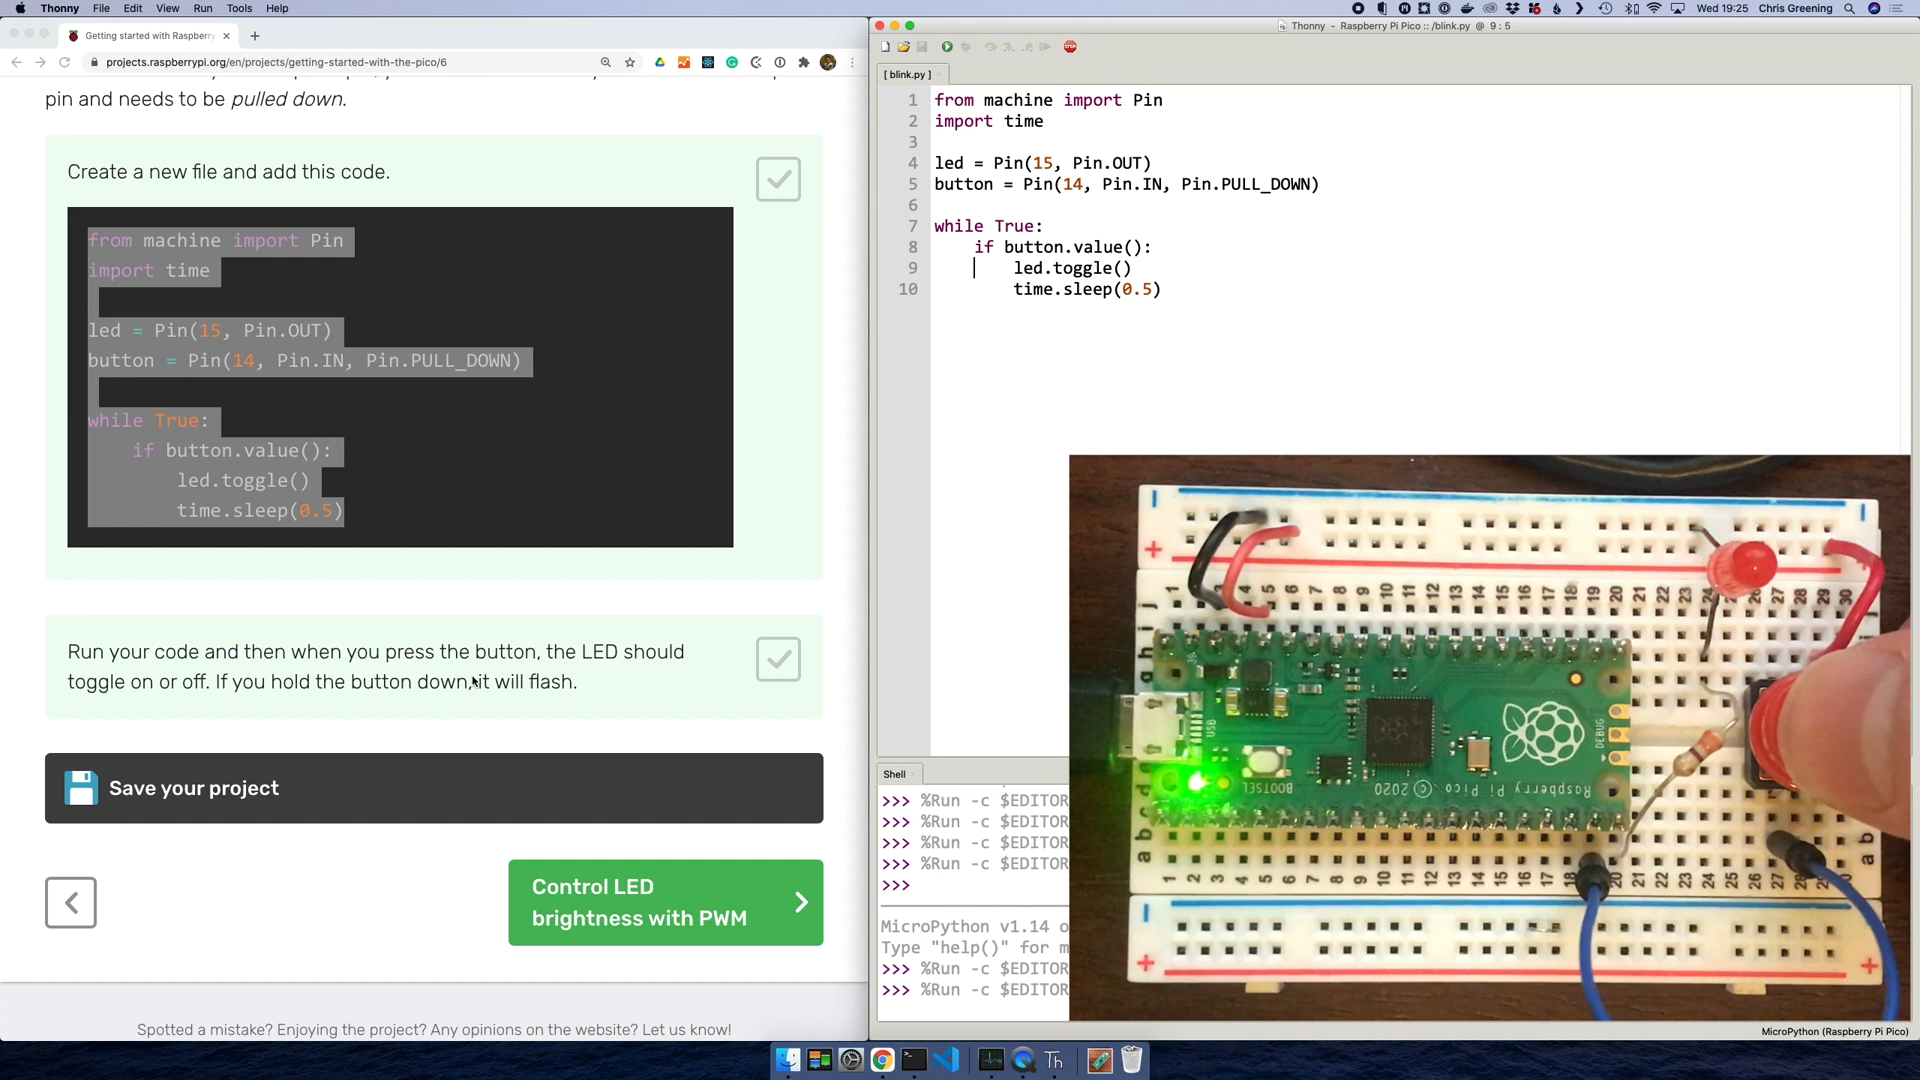 Thonny File Edit View Run Tools Help
Wed 19:25 Chris Greening
Getting started with Raspberry
projects.raspberrypi.org/en/projects/getting-started-with-the-pico/6
pin and needs to be pulled down.
Create a new file and add this code.
from machine import Pin
import time
led = Pin(15, Pin.OUT)
button = Pin(14, Pin.IN, Pin.PULL_DOWN)
while True:
if button.value():
led.toggle()
time.sleep(0.5)
Run your code and then when you press the button, the LED should
toggle on or off. If you hold the button down, it will flash.
Save your project
Control LED
brightness with PWM
Spotted a mistake? Enjoying the project? Any opinions on the website? Let us know!
Thonny - Raspberry Pi Pico :: /blink.py @ 9 : 5
[ blink.py ]
1 from machine import Pin
2 import time
3
4 led = Pin(15, Pin.OUT)
5 button = Pin(14, Pin.IN, Pin.PULL_DOWN)
6
7 while True:
8 if button.value():
9 led.toggle()
10 time.sleep(0.5)
Shell
>>> %Run -c $EDITOR
>>> %Run -c $EDITOR
>>> %Run -c $EDITOR
>>> %Run -c $EDITOR
>>>
MicroPython v1.14 o
Type "help()" for m
>>> %Run -c $EDITOR
>>> %Run -c $EDITOR
USB
BOOTSEL
Raspberry Pi Pico © 2020
DEBUG
MicroPython (Raspberry Pi Pico)
Th